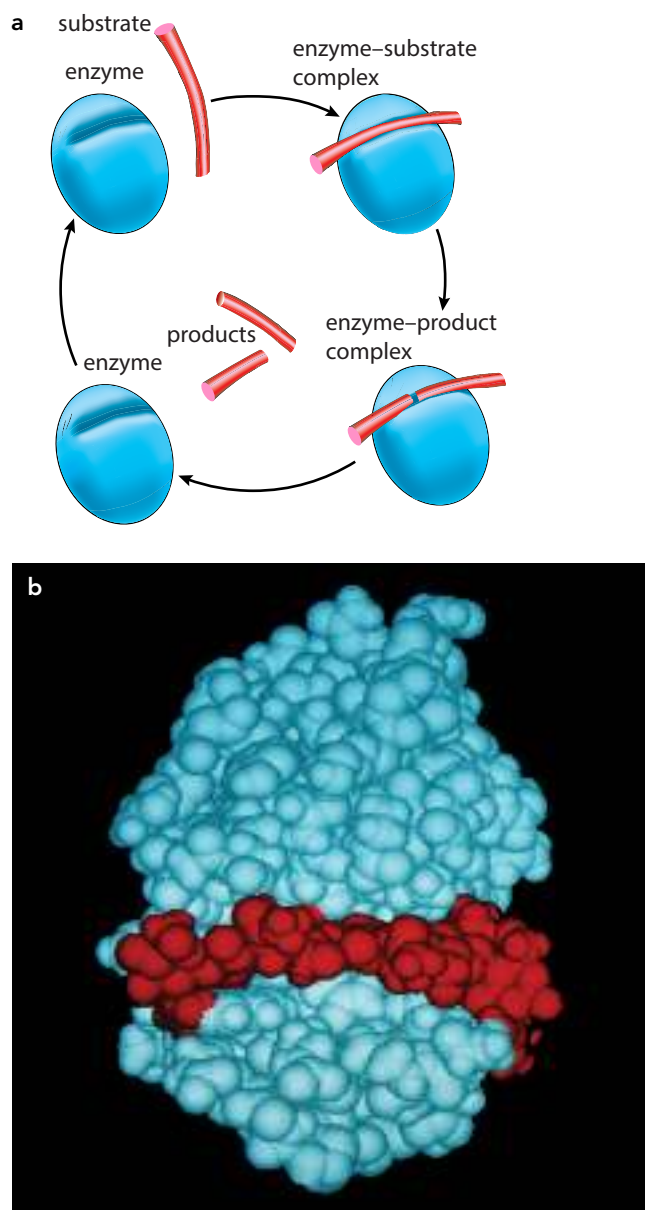 a
substrate
enzyme
enzyme–substrate
complex
enzyme–product
complex
products
enzyme
b